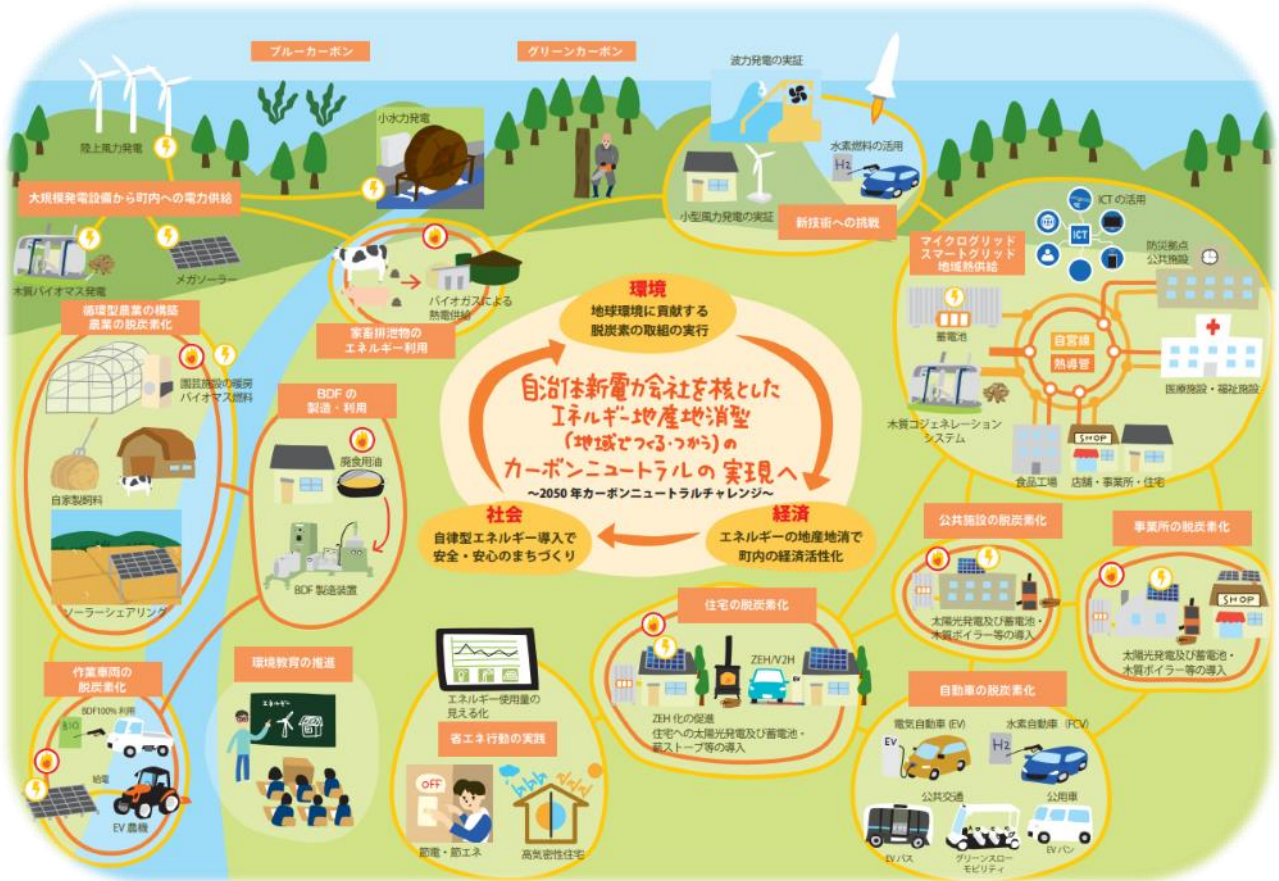 ブルーカーボン
グリーンカーボン
波力発電の実証
陸上風力発電
小水力発電
水素燃料の活用
H2
小型風力発電の実証
新技術への挑戦
大規模発電設備から町内への電力供給
木質バイオマス発電
メガソーラー
バイオガスによる
熱電供給
家畜排泄物の
エネルギー利用
マイクログリッド
スマートグリッド
地域熱供給
ICTの活用
ICT
防災拠点
公共施設
蓄電池
自営線
熱導管
医療施設・福祉施設
木質コジェネレーション
システム
SHOP
食品工場
店舗・事業所・住宅
循環型農業の構築
農業の脱炭素化
園芸施設の暖房
バイオマス燃料
自家製飼料
ソーラーシェアリング
BDFの
製造・利用
廃食用油
BDF製造装置
環境
地球環境に貢献する
脱炭素の取組の実行
自治体新電力会社を核とした
エネルギー地産地消型
(地域でつくる・つかう)の
カーボンニュートラルの実現へ
～2050年カーボンニュートラルチャレンジ～
社会
自律型エネルギー導入で
安全・安心のまちづくり
経済
エネルギーの地産地消で
町内の経済活性化
公共施設の脱炭素化
太陽光発電及び蓄電池・
木質ボイラー等の導入
事業所の脱炭素化
SHOP
太陽光発電及び蓄電池・
木質ボイラー等の導入
住宅の脱炭素化
ZEH/V2H
ZEH化の促進
住宅への太陽光発電及び蓄電池・
薪ストーブ等の導入
作業車両の
脱炭素化
BDF100%利用
BIO
給電
EV農機
環境教育の推進
エネルギー
エネルギー使用量の
見える化
省エネ行動の実践
OFF
節電・節エネ
高気密性住宅
自動車の脱炭素化
電気自動車(EV)
水素自動車(FCV)
EV
H2
公共交通
公用車
EVバス
グリーンスロー
モビリティ
EVバン